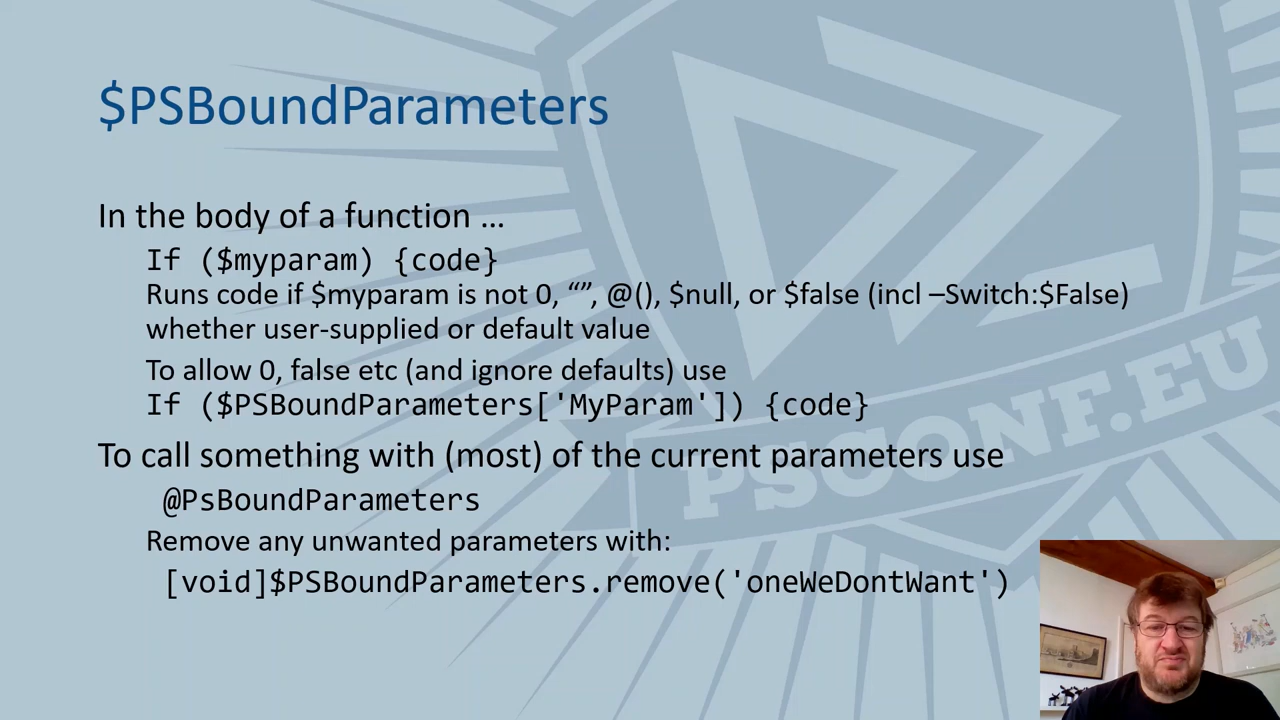 $PSBoundParameters
In the body of a function …
If ($myparam) {code}
Runs code if $myparam is not 0, “”, @(), $null, or $false (incl –Switch:$False)
whether user-supplied or default value
To allow 0, false etc (and ignore defaults) use
If ($PSBoundParameters['MyParam']) {code}
To call something with (most) of the current parameters use
@PsBoundParameters
Remove any unwanted parameters with:
[void]$PSBoundParameters.remove('oneWeDontWant')
PSCONF.EU